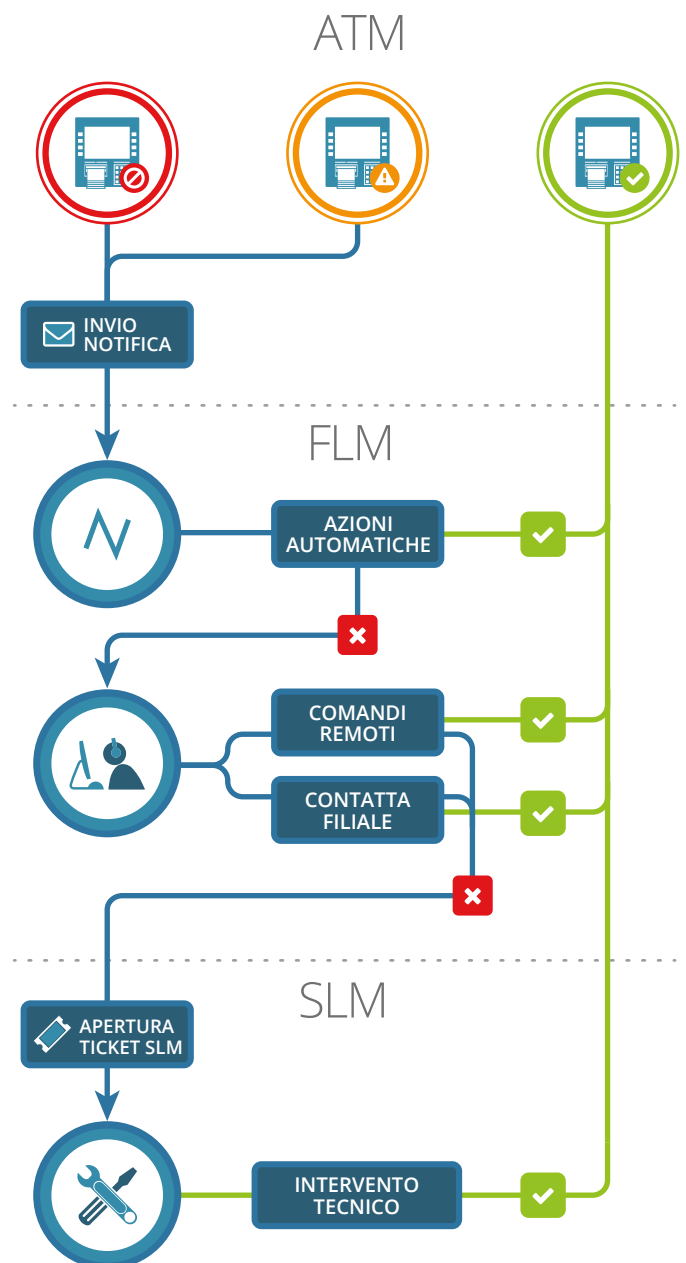 ATM
INVIO
NOTIFICA
FLM
AZIONI
AUTOMATICHE
COMANDI
REMOTI
CONTATTA
FILIALE
SLM
APERTURA
TICKET SLM
INTERVENTO
TECNICO